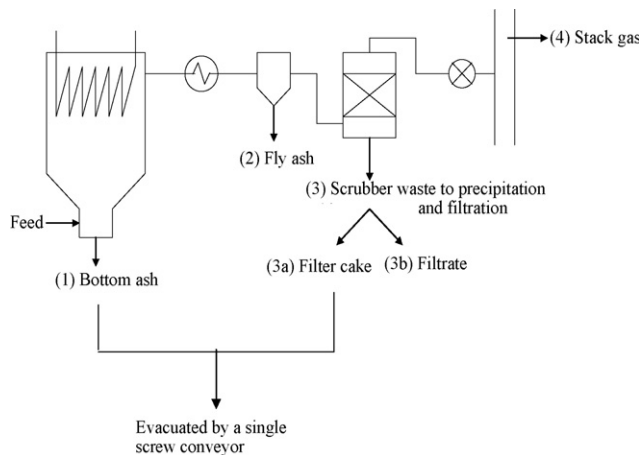 (4) Stack gas
(2) Fly ash
(3) Scrubber waste to precipitation
and filtration
Feed
(1) Bottom ash
(3a) Filter cake
(3b) Filtrate
Evacuated by a single
screw conveyor